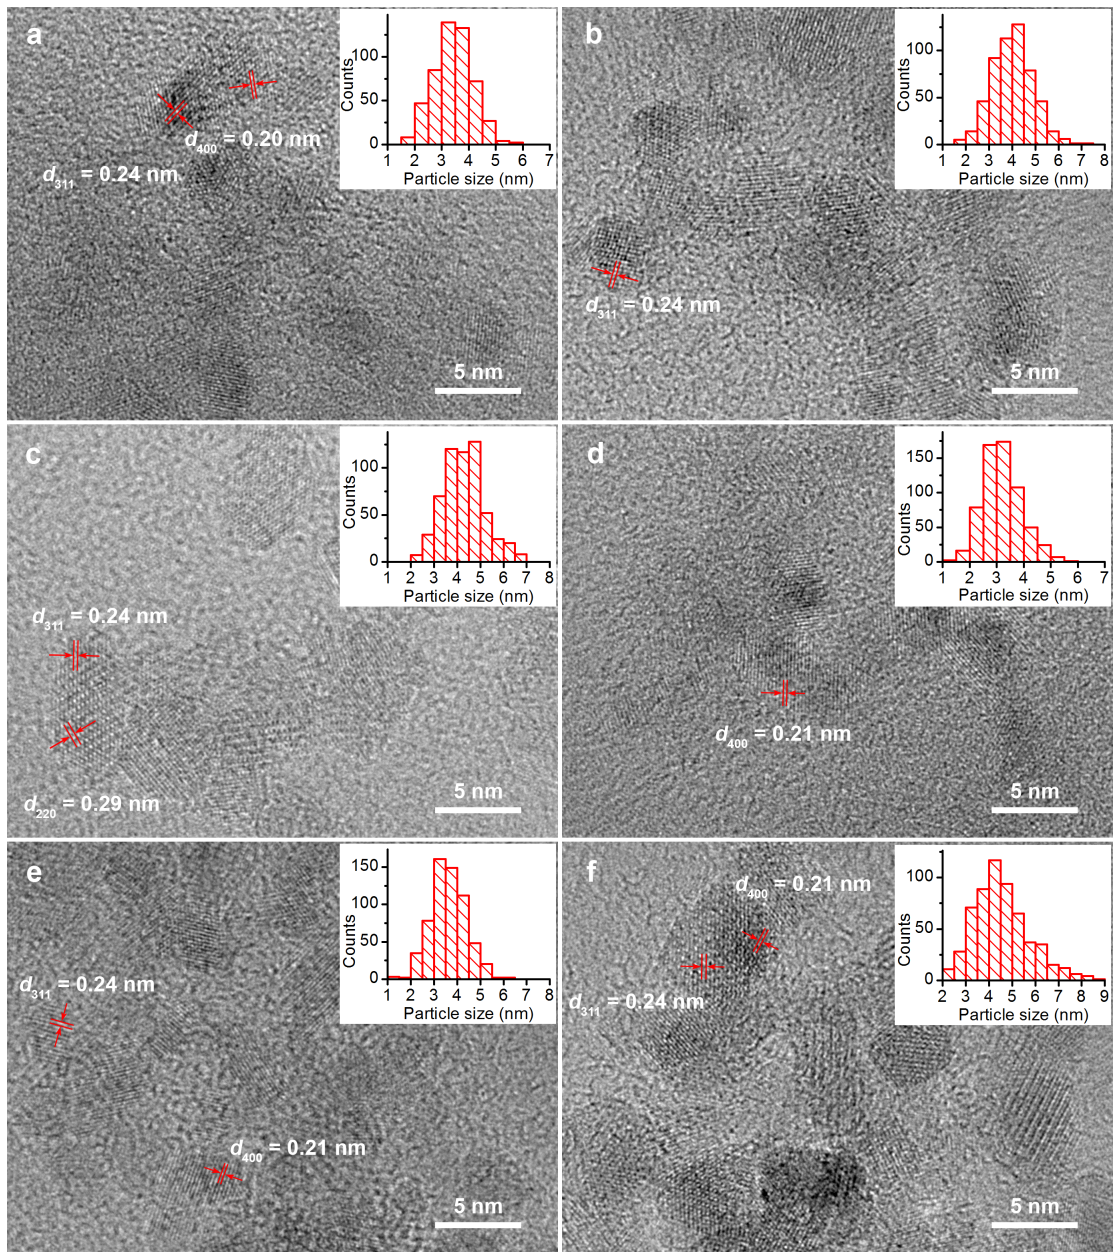 a
d400 = 0.20 nm
d311 = 0.24 nm
5 nm
Counts
100
50
0
1 2 3 4 5 6 7
Particle size (nm)
b
d311 = 0.24 nm
5 nm
Counts
100
50
0
1 2 3 4 5 6 7 8
Particle size (nm)
c
d311 = 0.24 nm
d220 = 0.29 nm
5 nm
Counts
100
50
0
1 2 3 4 5 6 7 8
Particle size (nm)
d
d400 = 0.21 nm
5 nm
Counts
150
100
50
0
1 2 3 4 5 6 7
Particle size (nm)
e
d311 = 0.24 nm
d400 = 0.21 nm
5 nm
Counts
150
100
50
0
1 2 3 4 5 6 7 8
Particle size (nm)
f
d400 = 0.21 nm
d311 = 0.24 nm
5 nm
Counts
100
50
0
2 3 4 5 6 7 8 9
Particle size (nm)